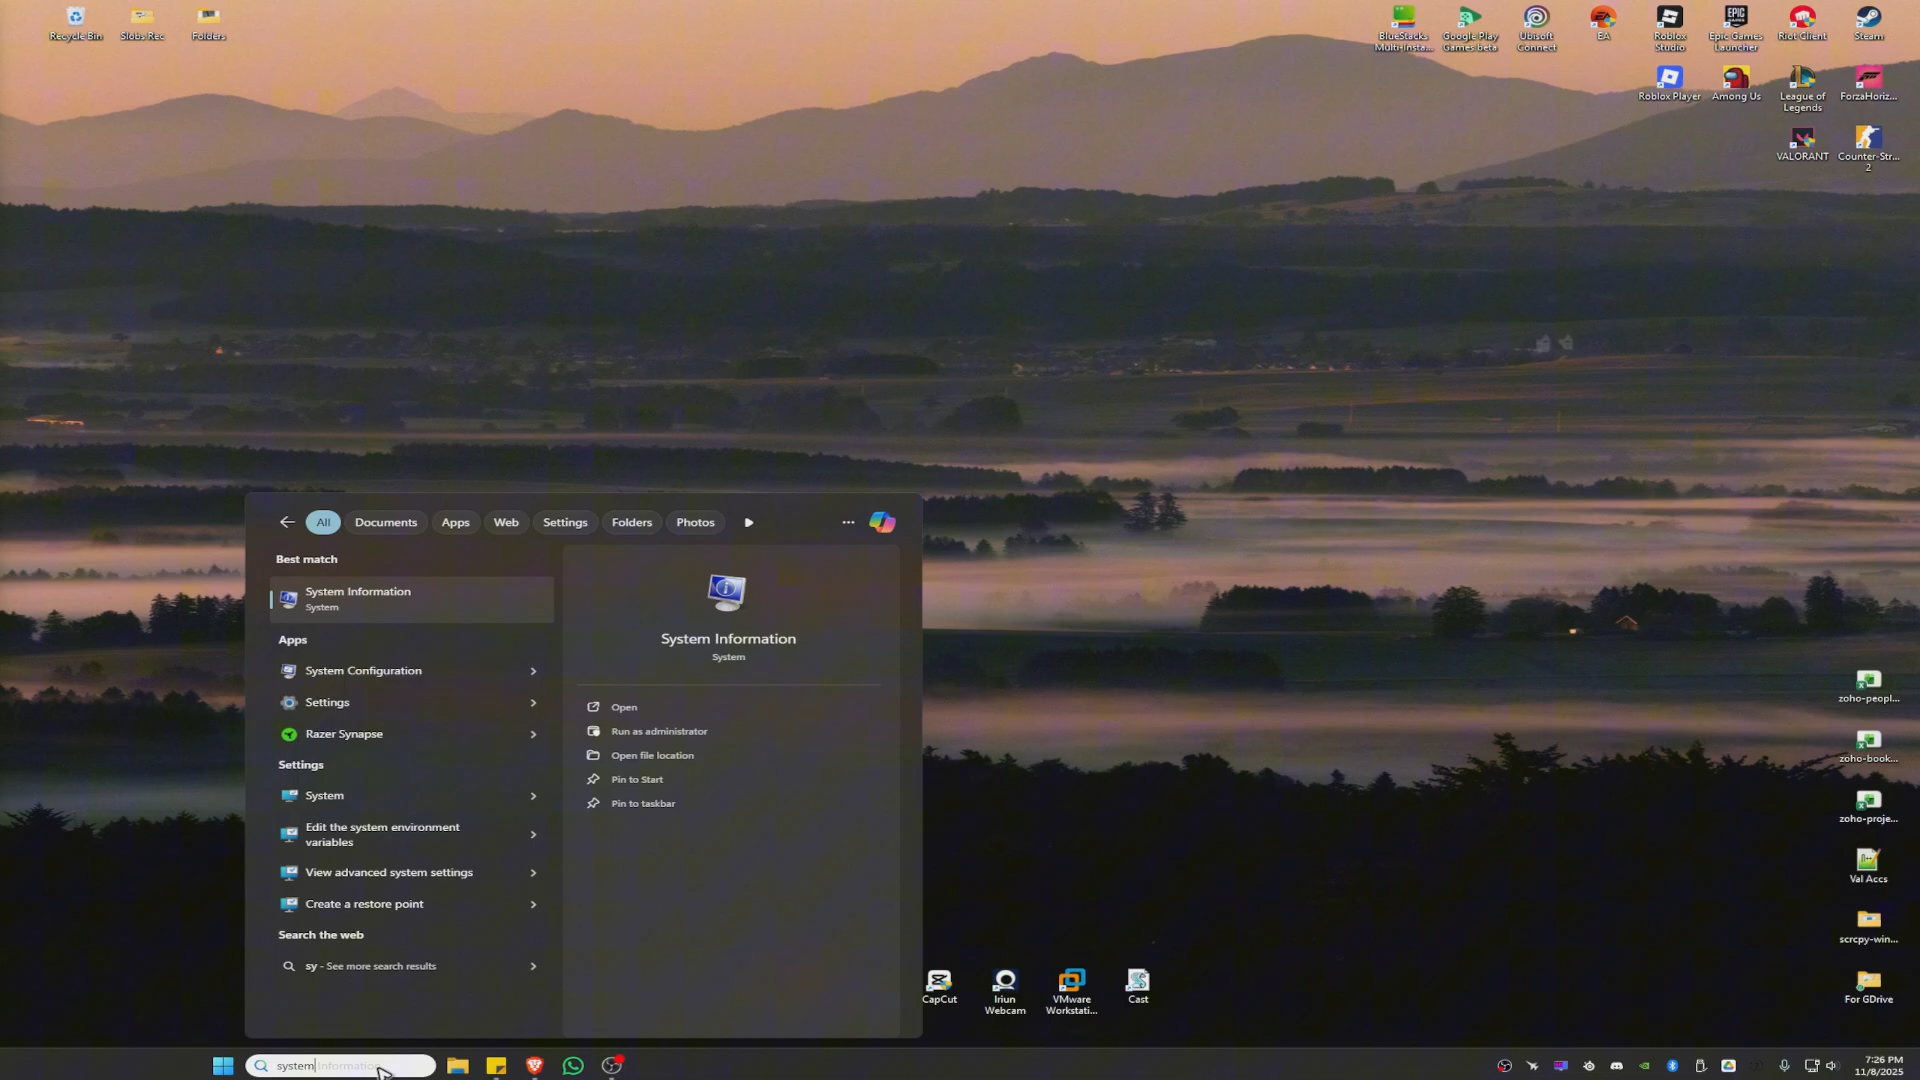 Recycle Bin
Slobs Rec
Folders
BlueStacks
Multi-Insta...
Google Play
Games beta
Ubisoft
Connect
EA
Roblox
Studio
Epic Games
Launcher
Riot Client
Steam
Roblox Player
Among Us
League of
Legends
ForzaHoriz...
VALORANT
Counter-Str...
2
All
Documents
Apps
Web
Settings
Folders
Photos
Best match
System Information
System
Apps
System Configuration
Settings
Razer Synapse
Settings
System
Edit the system environment
variables
View advanced system settings
Create a restore point
Search the web
sy - See more search results
System Information
System
Open
Run as administrator
Open file location
Pin to Start
Pin to taskbar
zoho-peopl...
zoho-book...
zoho-proje...
Val Accs
scrcpy-win...
For GDrive
CapCut
Iriun
Webcam
VMware
Workstati...
Cast
system Information
7:26 PM
11/8/2025